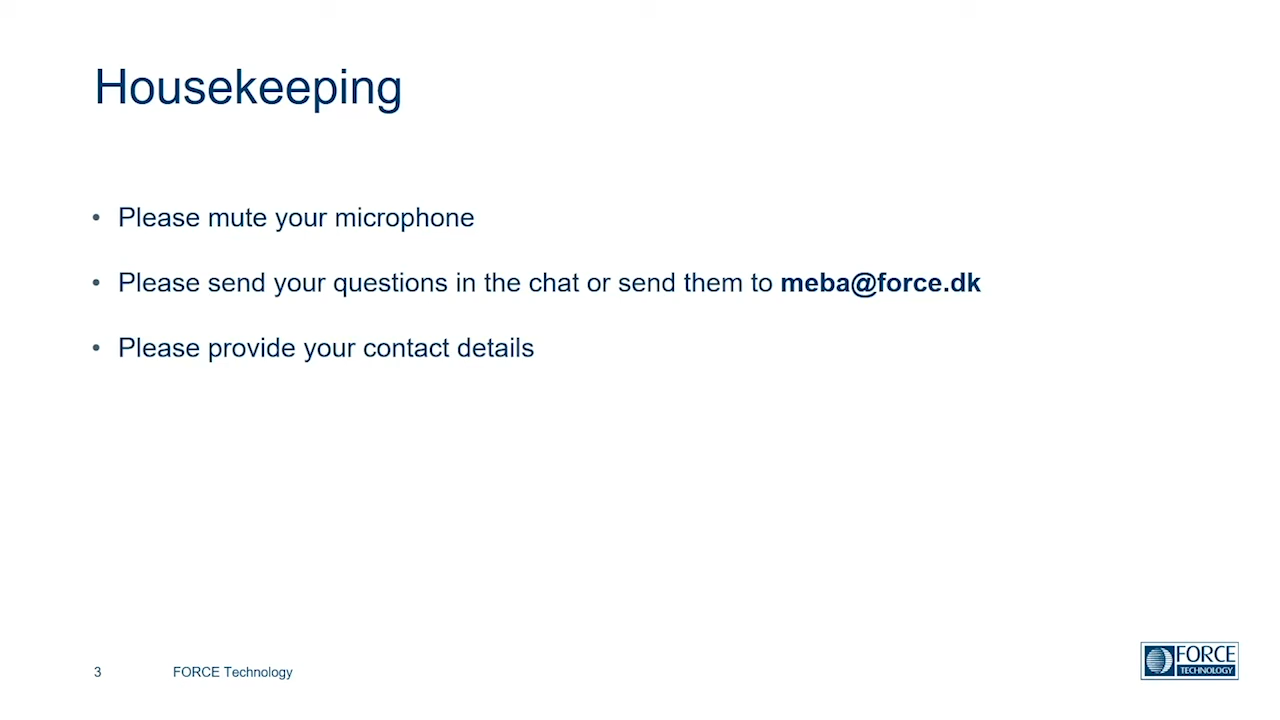 Housekeeping
• Please mute your microphone
• Please send your questions in the chat or send them to meba@force.dk
• Please provide your contact details
3 FORCE Technology
FORCE
TECHNOLOGY